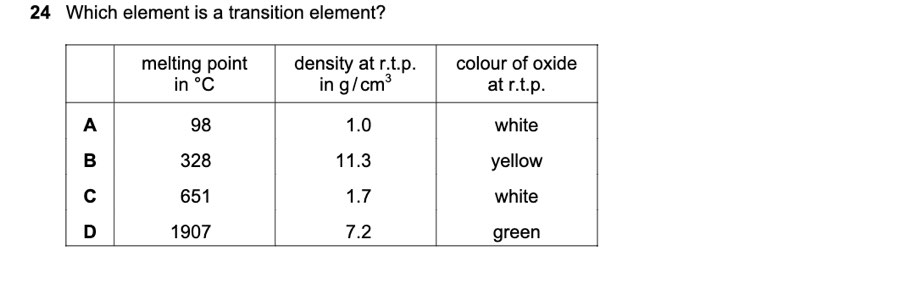 24 Which element is a transition element?
melting point in °C density at r.t.p. in g/cm³ colour of oxide at r.t.p.
A 98 1.0 white
B 328 11.3 yellow
C 651 1.7 white
D 1907 7.2 green